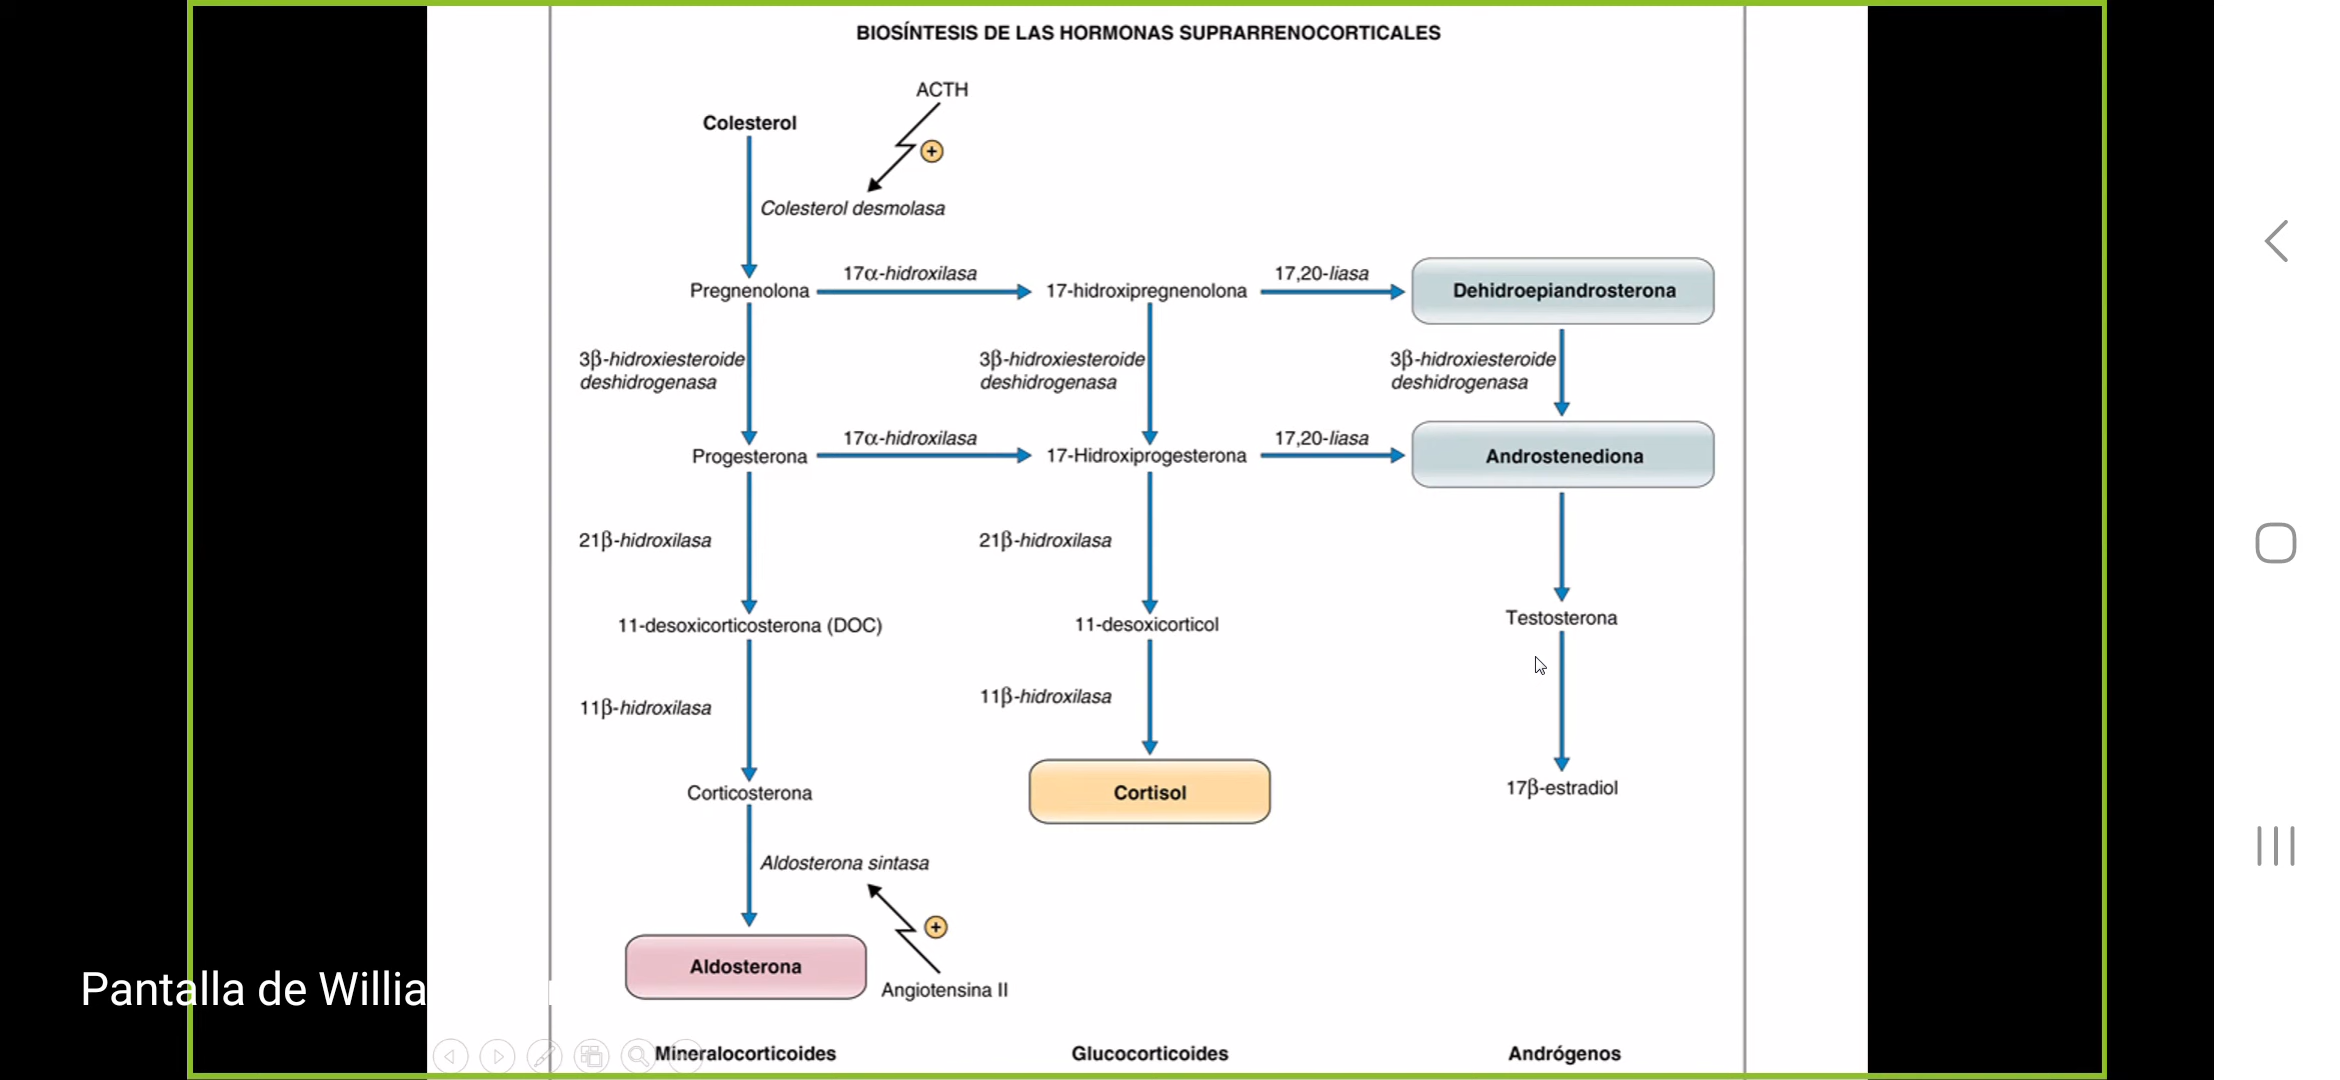 BIOSÍNTESIS DE LAS HORMONAS SUPRARRENOCORTICALES
ACTH
Colesterol
+
Colesterol desmolasa
17α-hidroxilasa
17,20-liasa
Pregnenolona
17-hidroxipregnenolona
Dehidroepiandrosterona
3β-hidroxiesteroide
deshidrogenasa
3β-hidroxiesteroide
deshidrogenasa
3β-hidroxiesteroide
deshidrogenasa
17α-hidroxilasa
17,20-liasa
Progesterona
17-Hidroxiprogesterona
Androstenediona
21β-hidroxilasa
21β-hidroxilasa
11-desoxicorticosterona (DOC)
11-desoxicorticol
Testosterona
11β-hidroxilasa
11β-hidroxilasa
Corticosterona
Cortisol
17β-estradiol
Aldosterona sintasa
+
Aldosterona
Angiotensina II
Pantalla de Willia
Mineralocorticoides
Glucocorticoides
Andrógenos